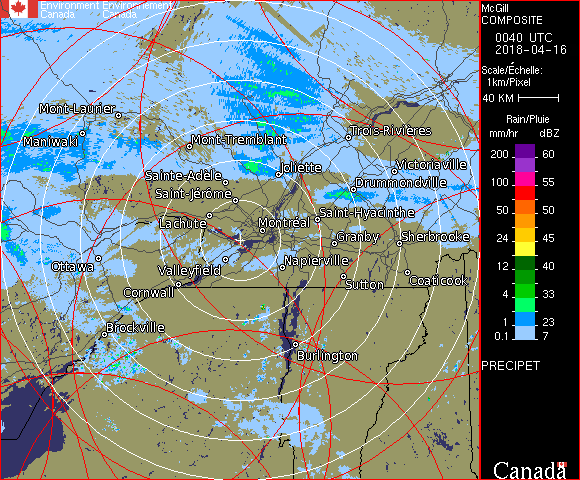 Environment Environnement
Canada Canada
McGill
COMPOSITE
0040 UTC
2018-04-16
Scale/Échelle:
1km/Pixel
40 KM
Rain/Pluie
mm/hr dBZ
200 60
100 55
50 50
24 45
12 40
4 33
1 23
0.1 7
PRECIPET
Canada
Mont-Laurier
Maniwaki
Mont-Tremblant
Trois-Rivières
Joliette
Victoriaville
Sainte-Adèle
Drummondville
Saint-Jérôme
Saint-Hyacinthe
Lachute
Montréal
Granby
Sherbrooke
Ottawa
Valleyfield
Napierville
Sutton
Coaticook
Cornwall
Brockville
Burlington